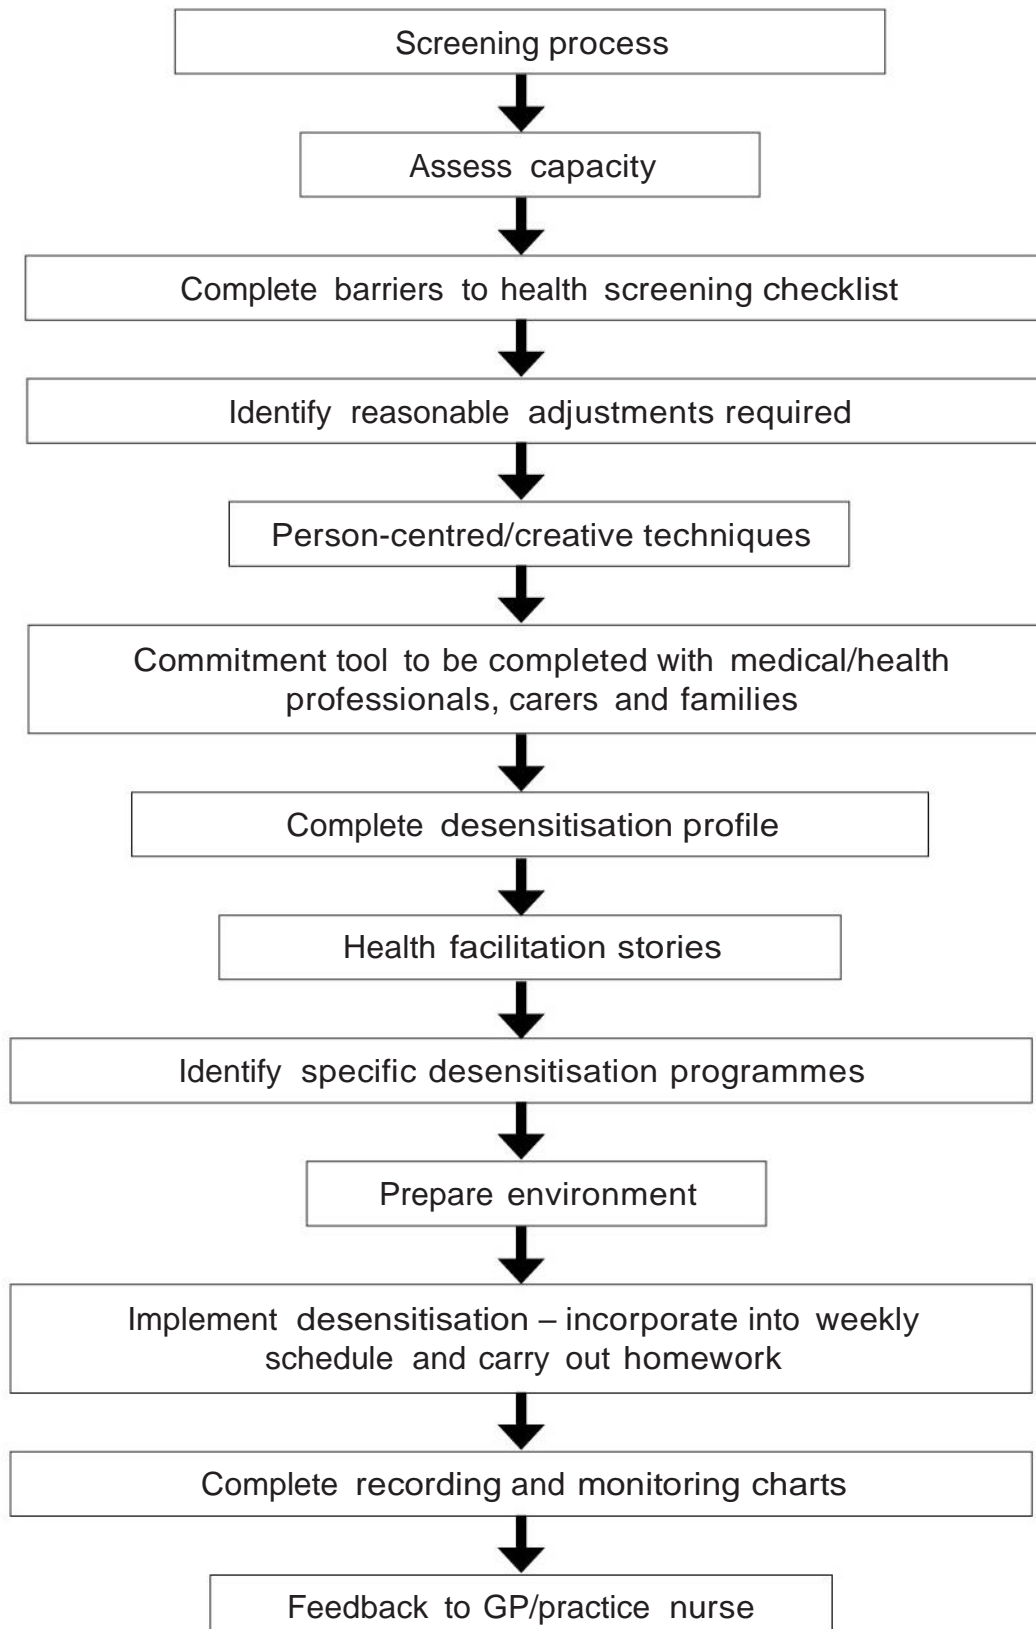 Screening process
Assess capacity
Complete barriers to health screening checklist
Identify reasonable adjustments required
Person-centred/creative techniques
Commitment tool to be completed with medical/health
professionals, carers and families
Complete desensitisation profile
Health facilitation stories
Identify specific desensitisation programmes
Prepare environment
Implement desensitisation – incorporate into weekly
schedule and carry out homework
Complete recording and monitoring charts
Feedback to GP/practice nurse